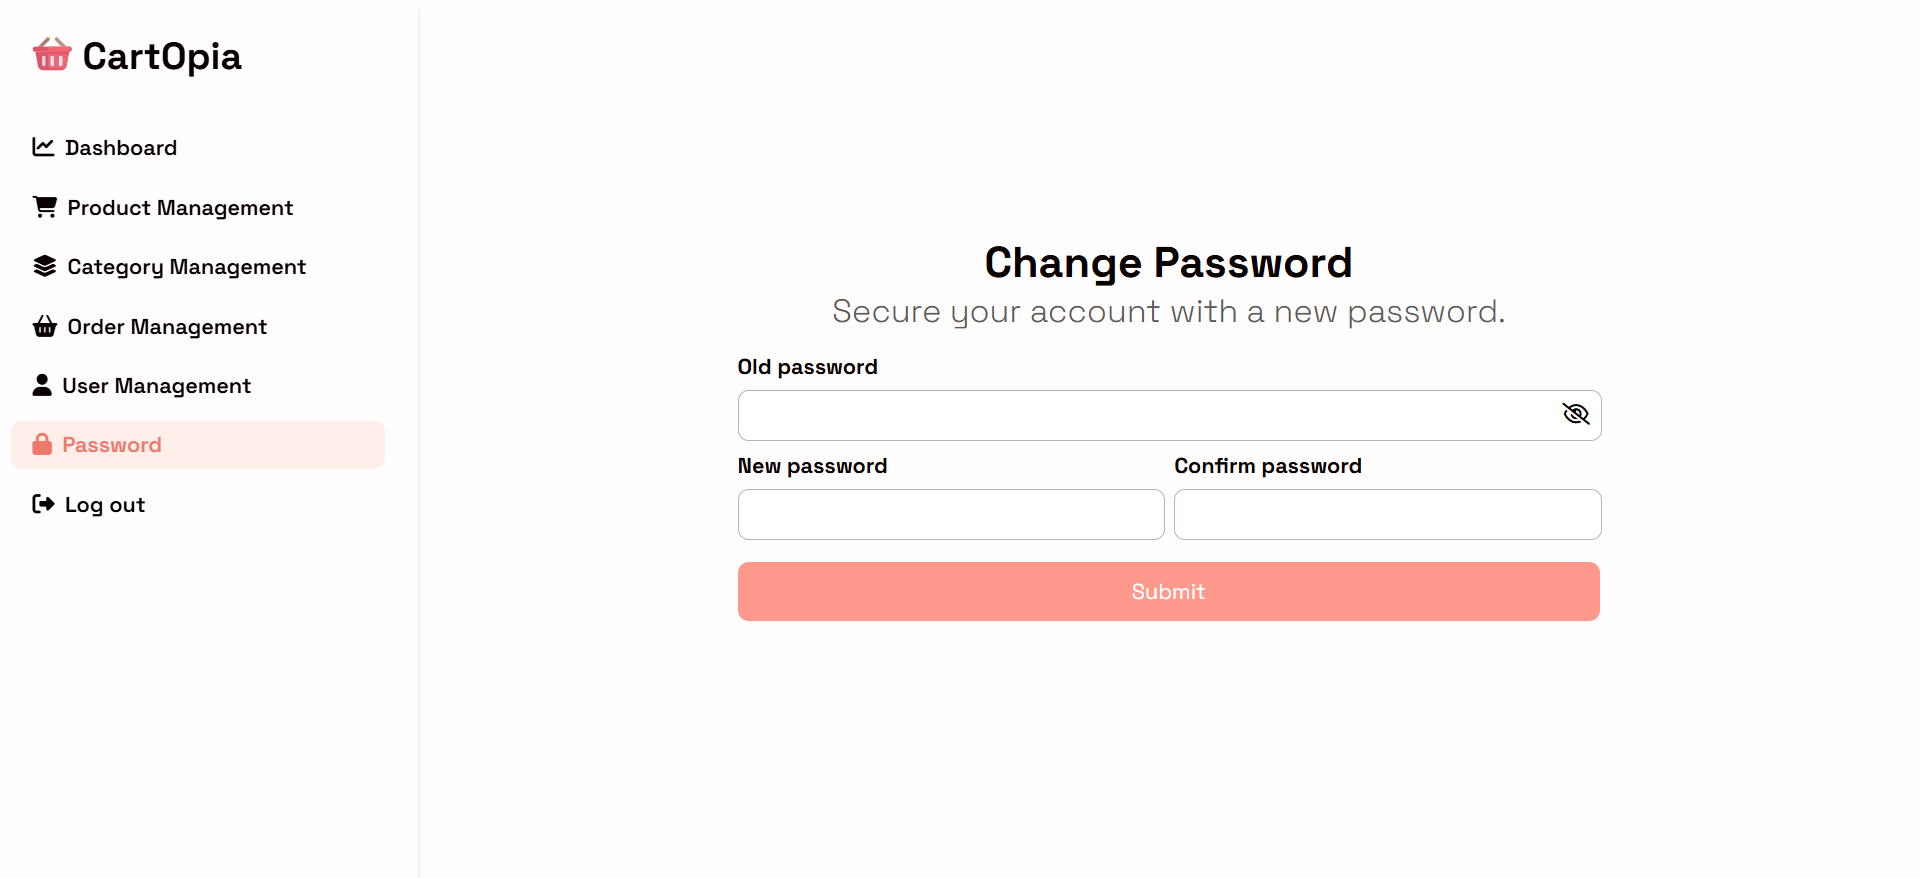 CartOpia
Dashboard
Product Management
Category Management
Order Management
User Management
Password
Log out
Change Password
Secure your account with a new password.
Old password
New password
Confirm password
Submit